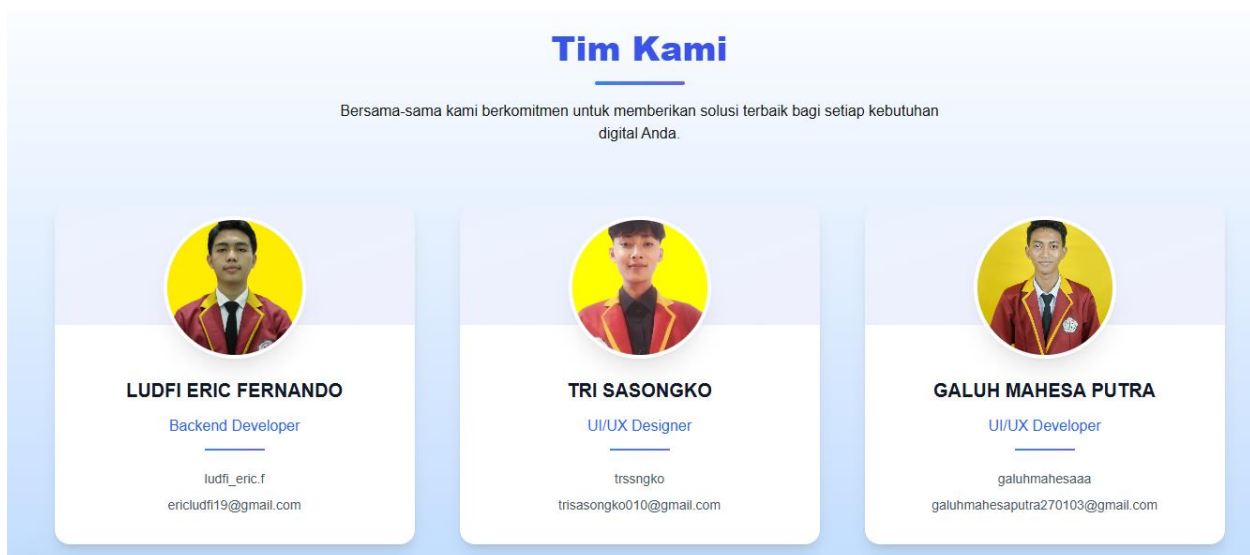 Tim Kami
Bersama-sama kami berkomitmen untuk memberikan solusi terbaik bagi setiap kebutuhan
digital Anda.
LUDFI ERIC FERNANDO
Backend Developer
ludfi_eric.f
ericludfi19@gmail.com
TRI SASONGKO
UI/UX Designer
trssngko
trisasongko010@gmail.com
GALUH MAHESA PUTRA
UI/UX Developer
galuhmahesaaa
galuhmahesaputra270103@gmail.com